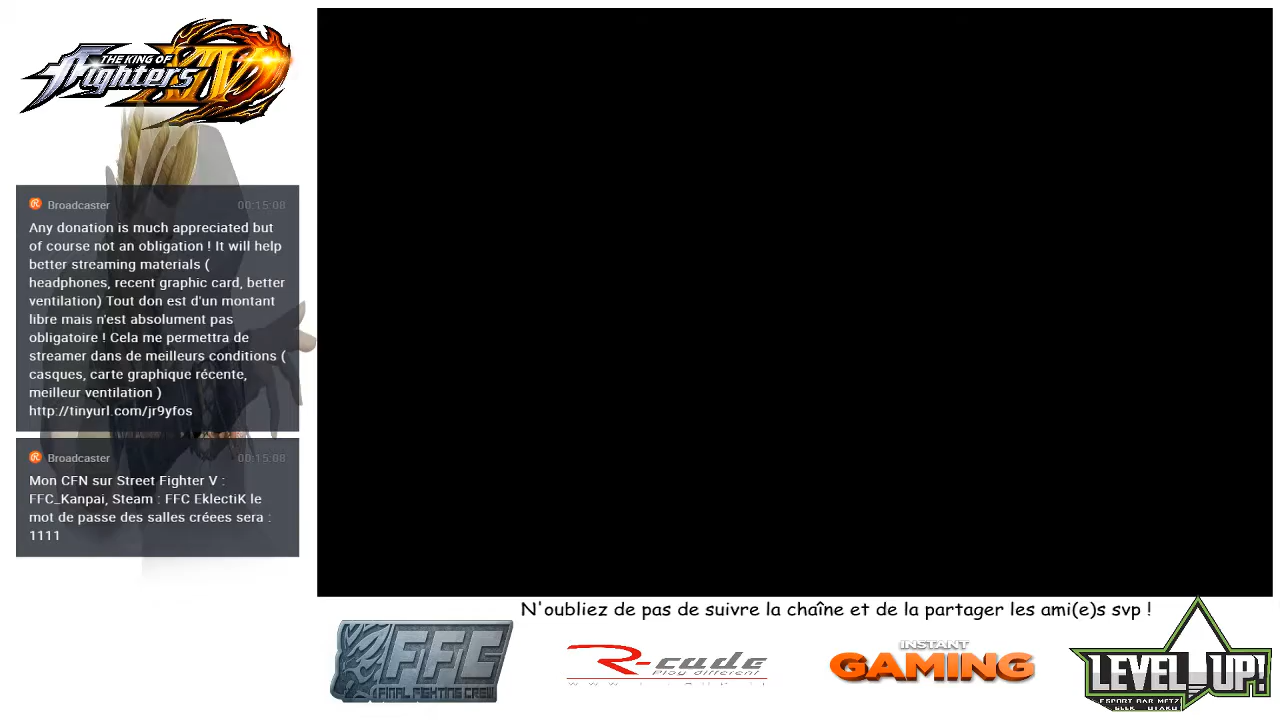 THE KING OF
Fighters XIV
Broadcaster 00:15:08
Any donation is much appreciated but
of course not an obligation ! It will help
better streaming materials (
headphones, recent graphic card, better
ventilation) Tout don est d'un montant
libre mais n'est absolument pas
obligatoire ! Cela me permettra de
streamer dans de meilleurs conditions (
casques, carte graphique récente,
meilleur ventilation )
http://tinyurl.com/jr9yfos
Broadcaster 00:15:08
Mon CFN sur Street Fighter V :
FFC_Kanpai, Steam : FFC EklectiK le
mot de passe des salles créees sera :
1111
N'oubliez de pas de suivre la chaîne et de la partager les ami(e)s svp !
FFC
FINAL FIGHTING CREW
R-cade
Play different
INSTANT
GAMING
LEVEL UP!
ESPORT BAR METZ
GEEK OTAKU